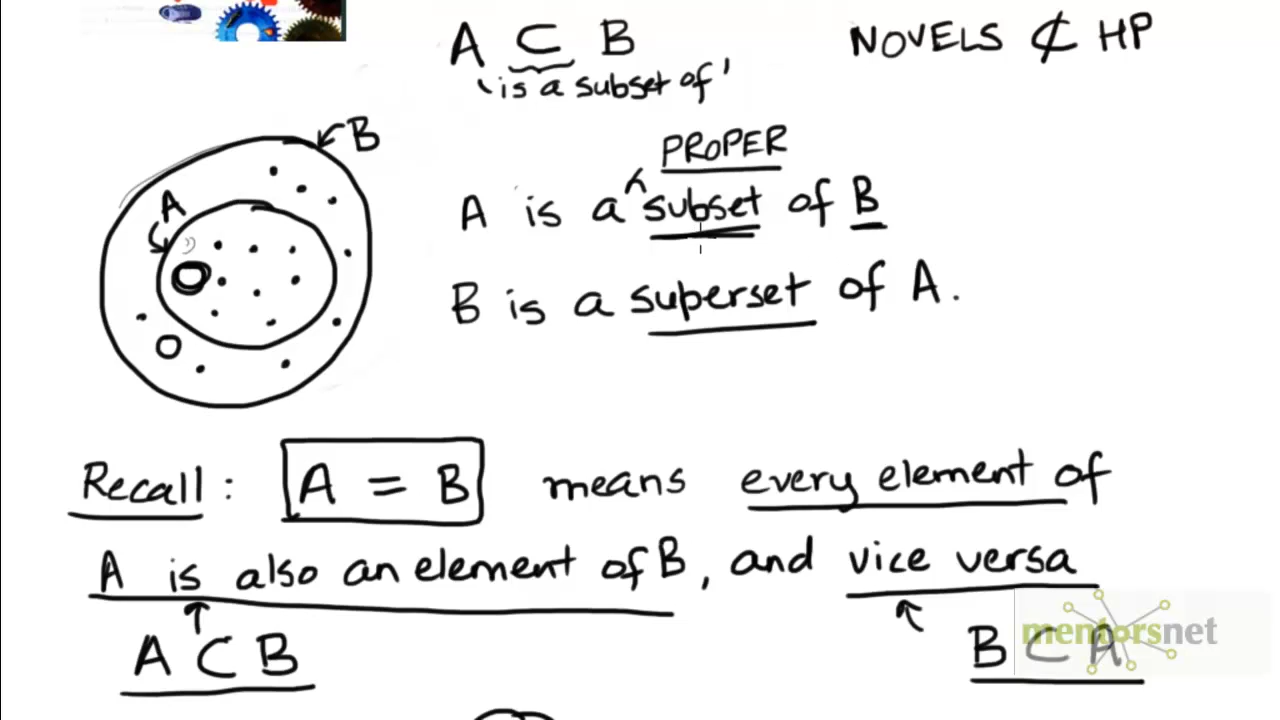 A ⊂ B
'is a subset of'
NOVELS ⊄ HP
B
A
PROPER
A is a ^ subset of B
B is a superset of A.
Recall: A = B means every element of
A is also an element of B, and vice versa
A ⊂ B
B ⊂ A
mentorsnet